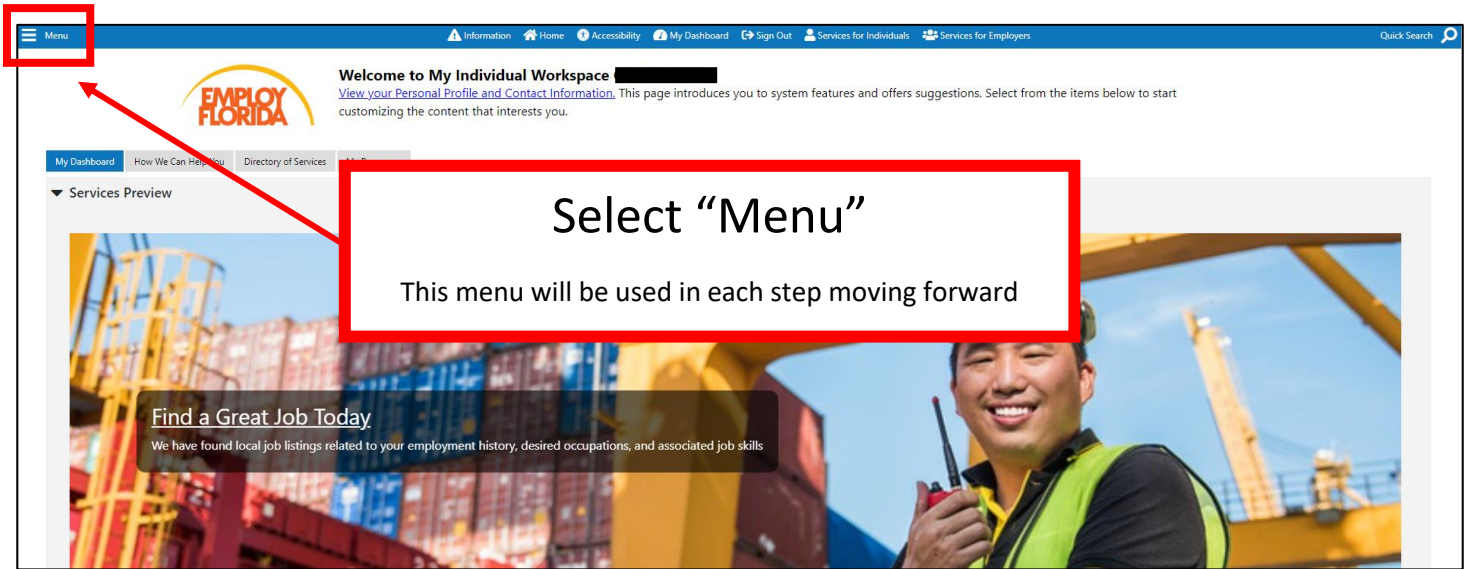 Menu
Information Home Accessibility My Dashboard Sign Out Services for Individuals Services for Employers
Quick Search
EMPLOY
FLORIDA
Welcome to My Individual Workspace
View your Personal Profile and Contact Information. This page introduces you to system features and offers suggestions. Select from the items below to start
customizing the content that interests you.
My Dashboard How We Can Help You Directory of Services
Services Preview
Select “Menu”
This menu will be used in each step moving forward
Find a Great Job Today
We have found local job listings related to your employment history, desired occupations, and associated job skills